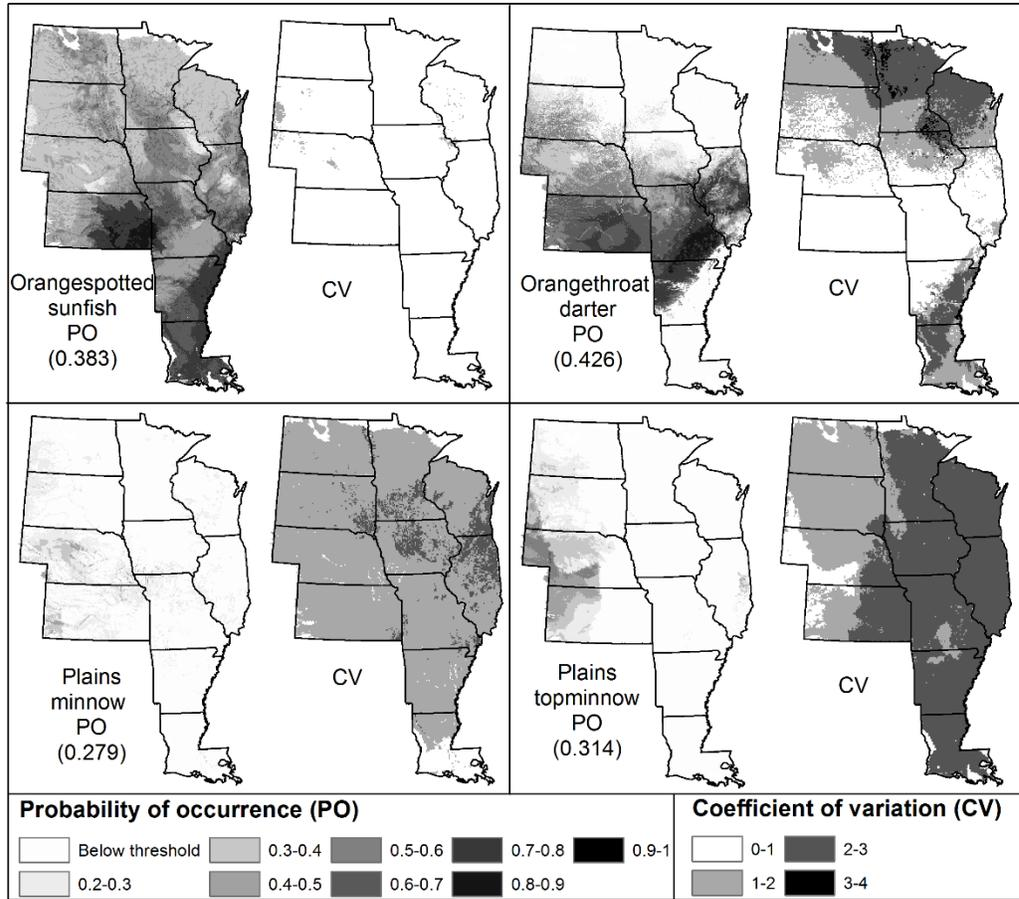 Orangespotted
sunfish
PO
(0.383)
CV
Orangethroat
darter
PO
(0.426)
CV
Plains
minnow
PO
(0.279)
CV
Plains
topminnow
PO
(0.314)
CV
Probability of occurrence (PO)
Below threshold
0.3-0.4
0.5-0.6
0.7-0.8
0.9-1
0.2-0.3
0.4-0.5
0.6-0.7
0.8-0.9
Coefficient of variation (CV)
0-1
2-3
1-2
3-4